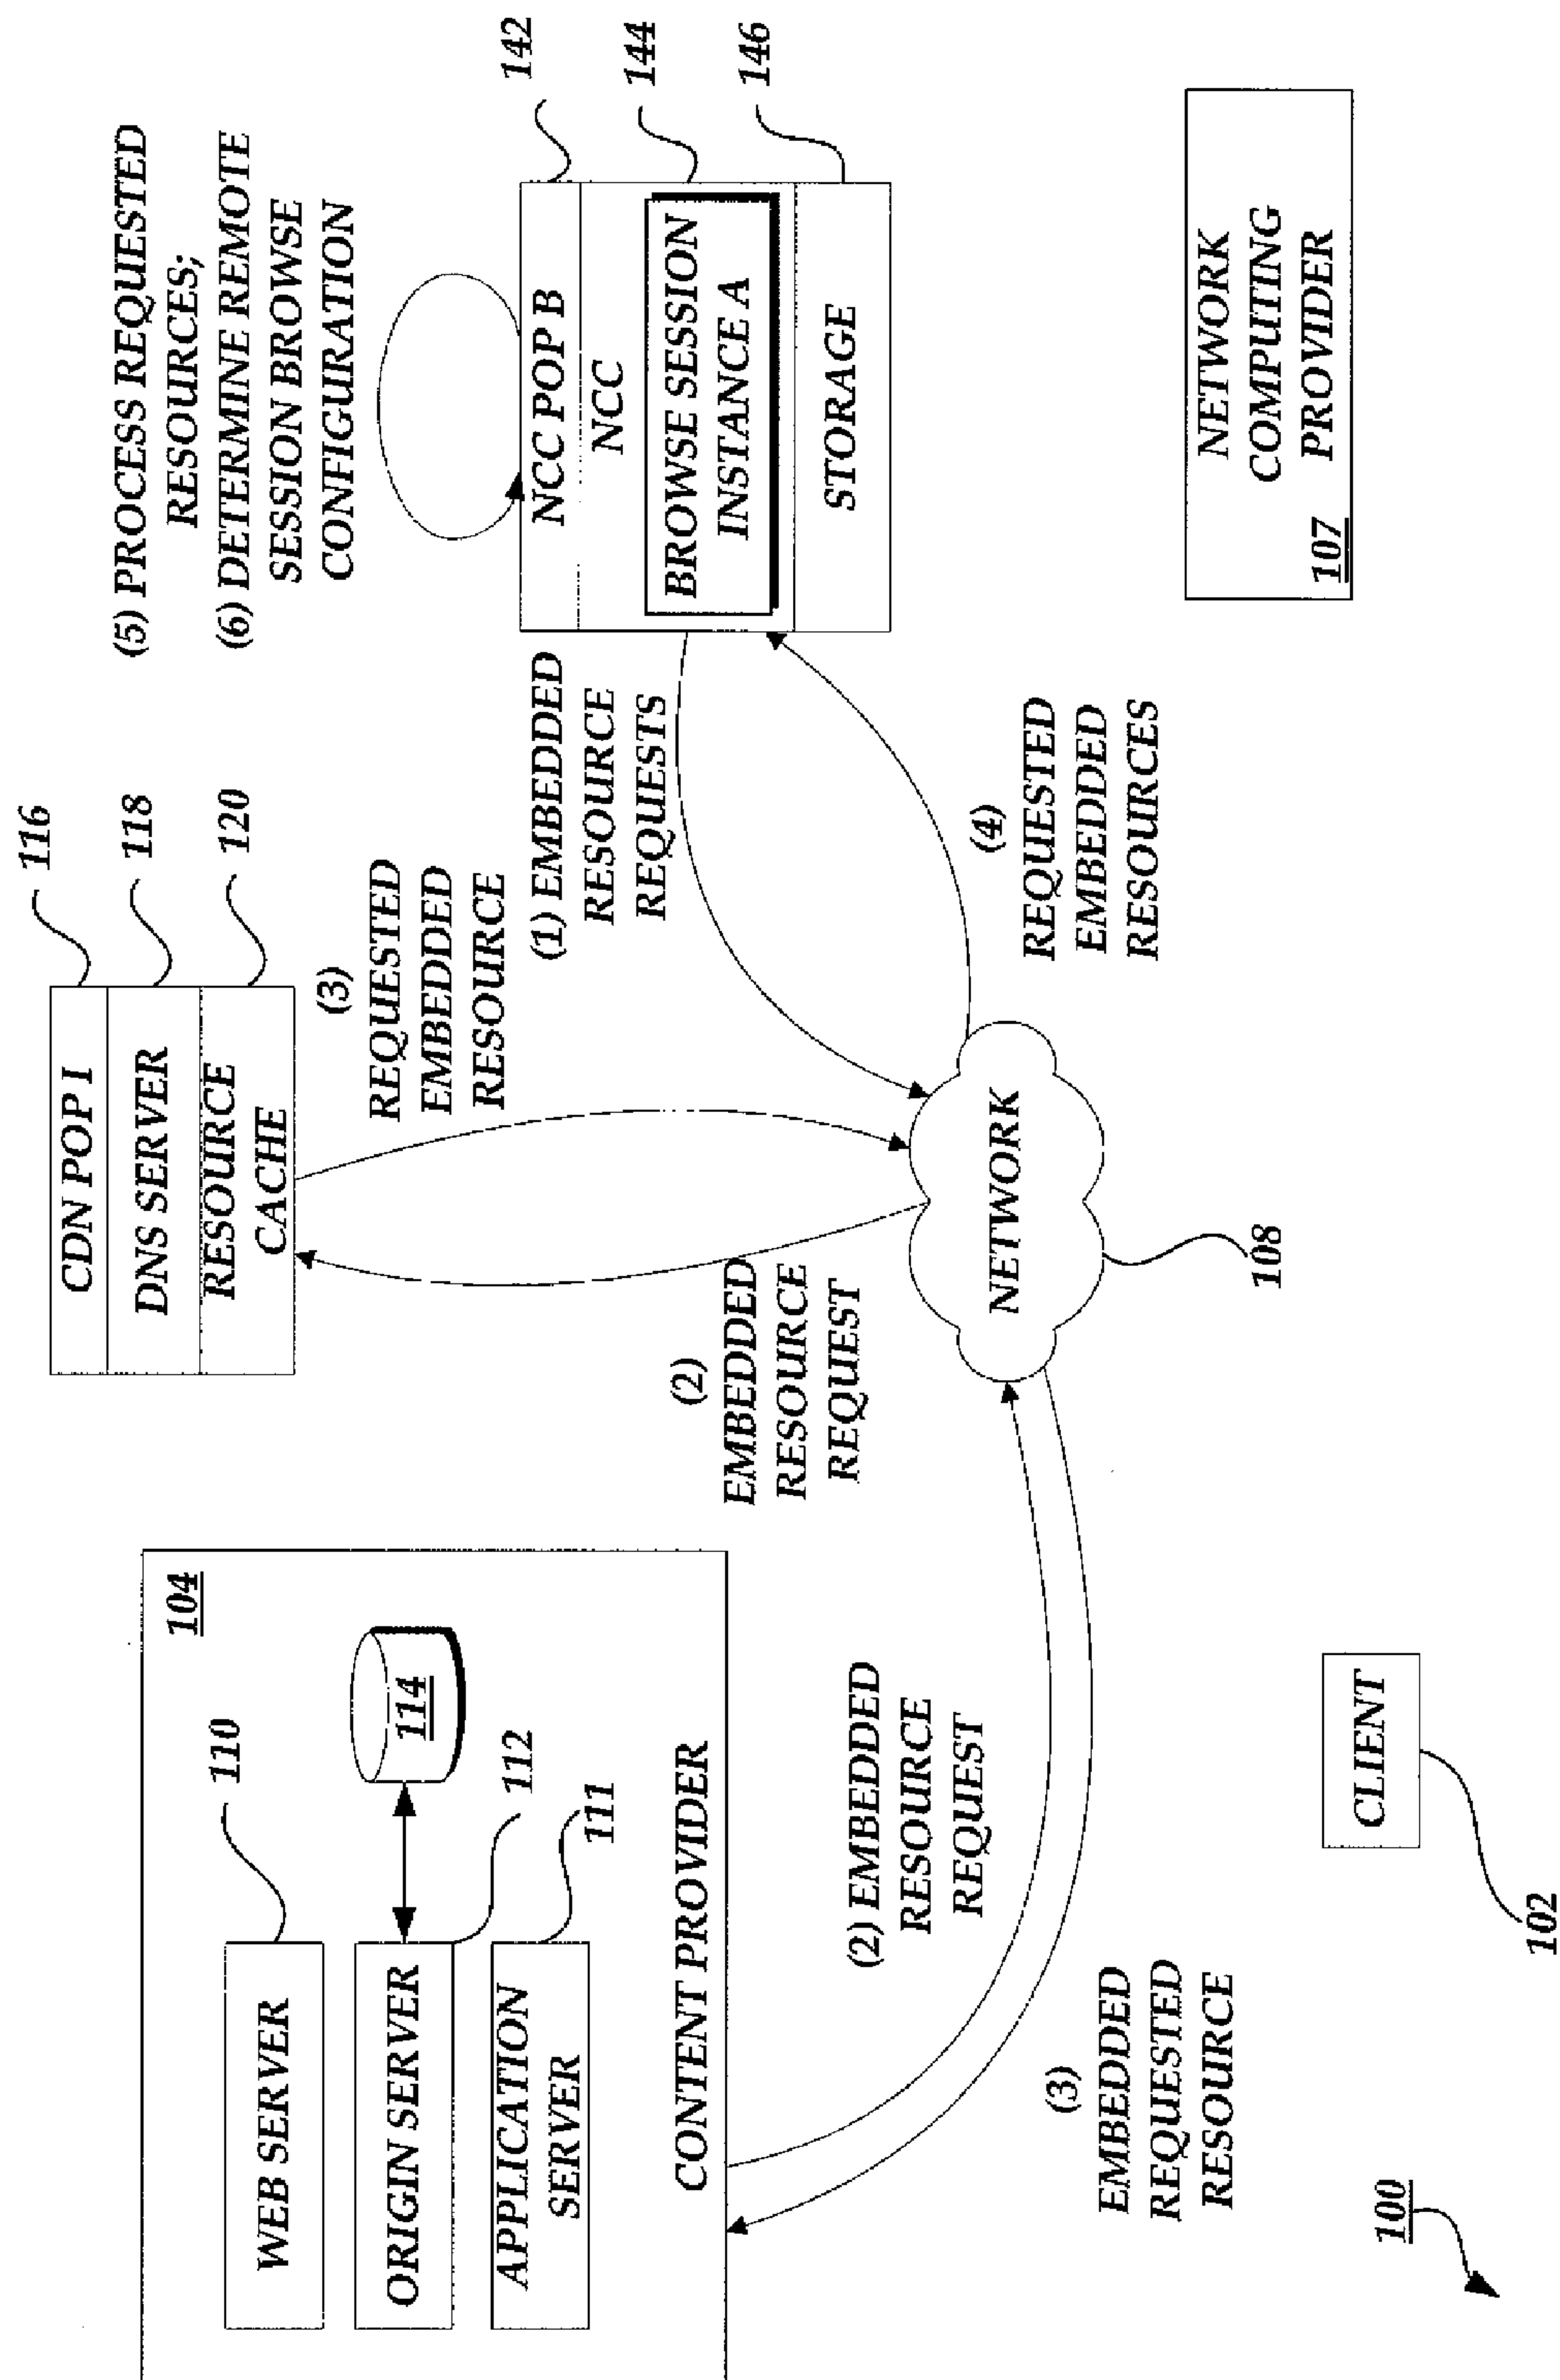 104
WEB SERVER
110
ORIGIN SERVER
112
114
APPLICATION
SERVER
111
CONTENT PROVIDER
CDN POP I
116
DNS SERVER
118
RESOURCE
CACHE
120
(3)
REQUESTED
EMBEDDED
RESOURCE
(2)
EMBEDDED
RESOURCE
REQUEST
(5) PROCESS REQUESTED
RESOURCES;
(6) DETERMINE REMOTE
SESSION BROWSE
CONFIGURATION
NCC POP B
142
NCC
BROWSE SESSION
INSTANCE A
144
STORAGE
146
(1) EMBEDDED
RESOURCE
REQUESTS
(4)
REQUESTED
EMBEDDED
RESOURCES
NETWORK
108
(2) EMBEDDED
RESOURCE
REQUEST
(3)
EMBEDDED
REQUESTED
RESOURCE
CLIENT
102
NETWORK
COMPUTING
PROVIDER
107
100